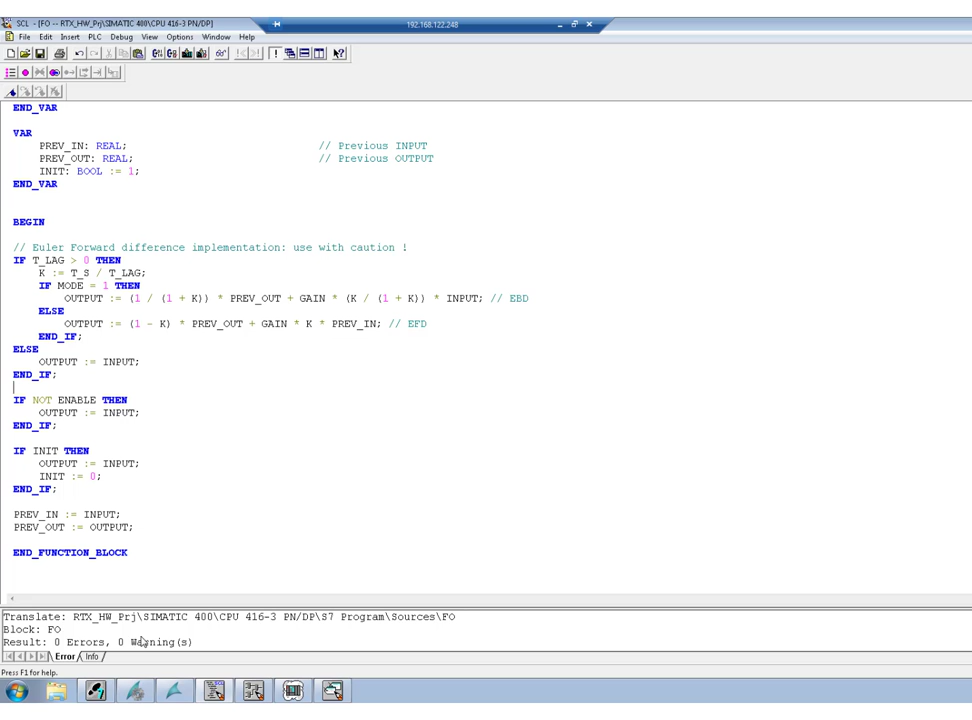 SCL - [FO -- RTX_HW_Prj\SIMATIC 400\CPU 416-3 PN/DP]
192.168.122.248
File Edit Insert PLC Debug View Options Window Help
END_VAR
VAR
PREV_IN: REAL; // Previous INPUT
PREV_OUT: REAL; // Previous OUTPUT
INIT: BOOL := 1;
END_VAR
BEGIN
// Euler Forward difference implementation: use with caution !
IF T_LAG > 0 THEN
K := T_S / T_LAG;
IF MODE = 1 THEN
OUTPUT := (1 / (1 + K)) * PREV_OUT + GAIN * (K / (1 + K)) * INPUT; // EBD
ELSE
OUTPUT := (1 - K) * PREV_OUT + GAIN * K * PREV_IN; // EFD
END_IF;
ELSE
OUTPUT := INPUT;
END_IF;
IF NOT ENABLE THEN
OUTPUT := INPUT;
END_IF;
IF INIT THEN
OUTPUT := INPUT;
INIT := 0;
END_IF;
PREV_IN := INPUT;
PREV_OUT := OUTPUT;
END_FUNCTION_BLOCK
Translate: RTX_HW_Prj\SIMATIC 400\CPU 416-3 PN/DP\S7 Program\Sources\FO
Block: FO
Result: 0 Errors, 0 Warning(s)
Error Info
Press F1 for help.